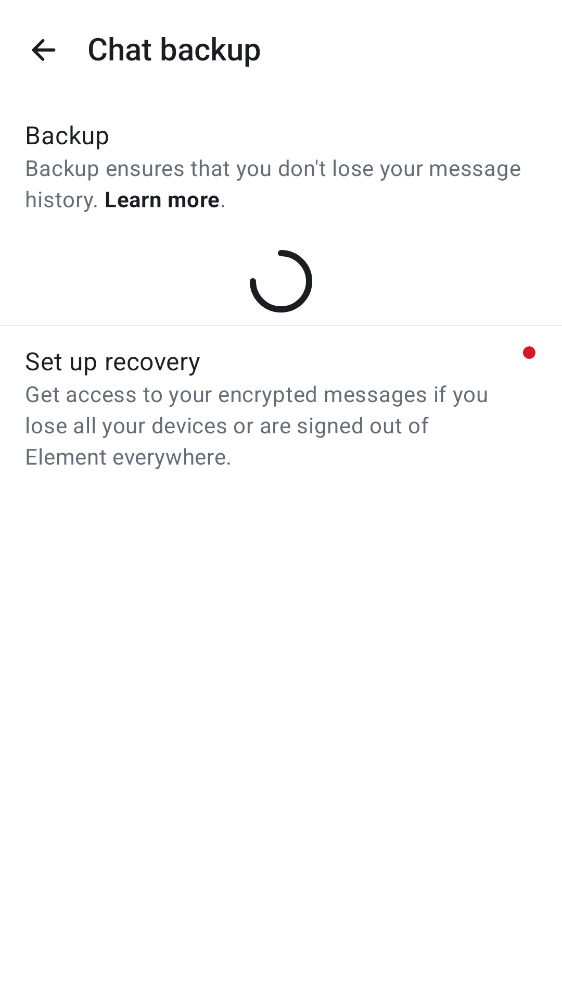 Chat backup
Backup
Backup ensures that you don't lose your message
history. Learn more.
Set up recovery
Get access to your encrypted messages if you
lose all your devices or are signed out of
Element everywhere.